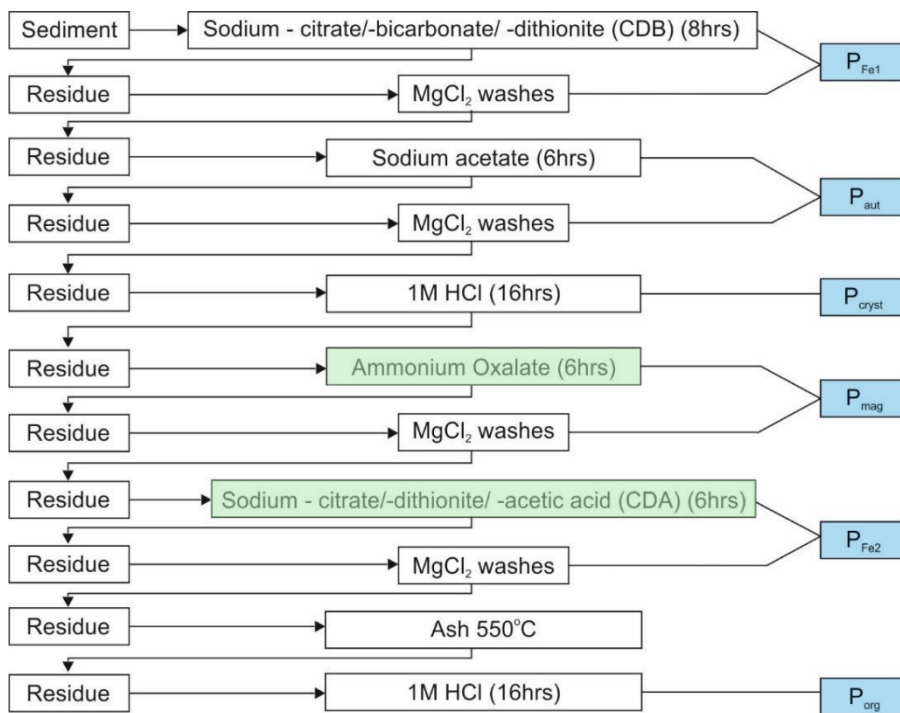 Sediment
Sodium - citrate/-bicarbonate/ -dithionite (CDB) (8hrs)
P_Fe1
Residue
MgCl₂ washes
Residue
Sodium acetate (6hrs)
P_aut
Residue
MgCl₂ washes
Residue
1M HCl (16hrs)
P_cryst
Residue
Ammonium Oxalate (6hrs)
P_mag
Residue
MgCl₂ washes
Residue
Sodium - citrate/-dithionite/ -acetic acid (CDA) (6hrs)
P_Fe2
Residue
MgCl₂ washes
Residue
Ash 550°C
Residue
1M HCl (16hrs)
P_org